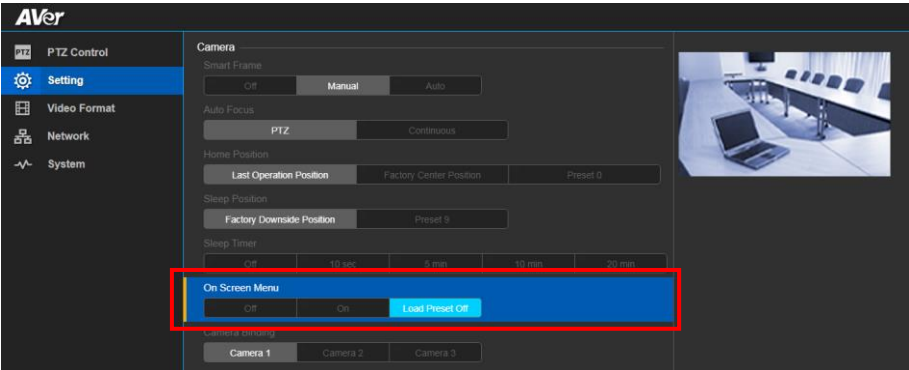 AVer
PTZ PTZ Control
Setting
Video Format
Network
System
Camera
Smart Frame
Off Manual Auto
Auto Focus
PTZ Continuous
Home Position
Last Operation Position Factory Center Position Preset 0
Sleep Position
Factory Downside Position Preset 9
Sleep Timer
Off 10 sec 5 min 10 min 20 min
On Screen Menu
Off On Load Preset Off
Camera Binding
Camera 1 Camera 2 Camera 3